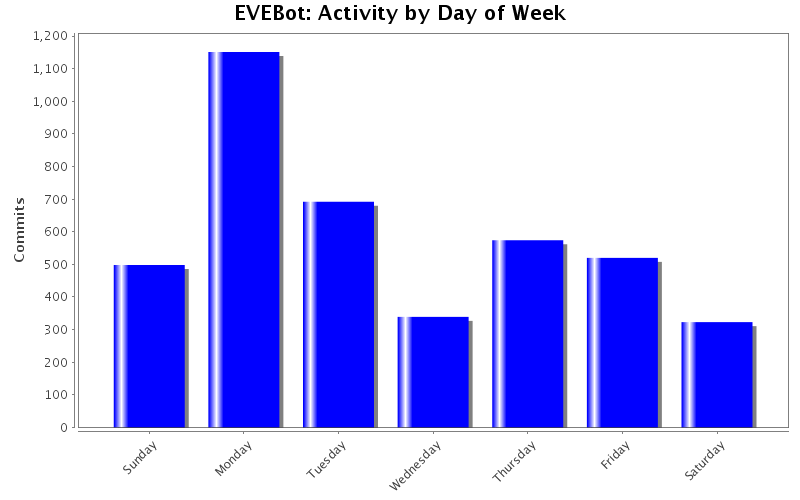 EVEBot: Activity by Day of Week
1,200
1,100
1,000
900
800
700
600
500
400
300
200
100
0
Commits
Sunday
Monday
Tuesday
Wednesday
Thursday
Friday
Saturday